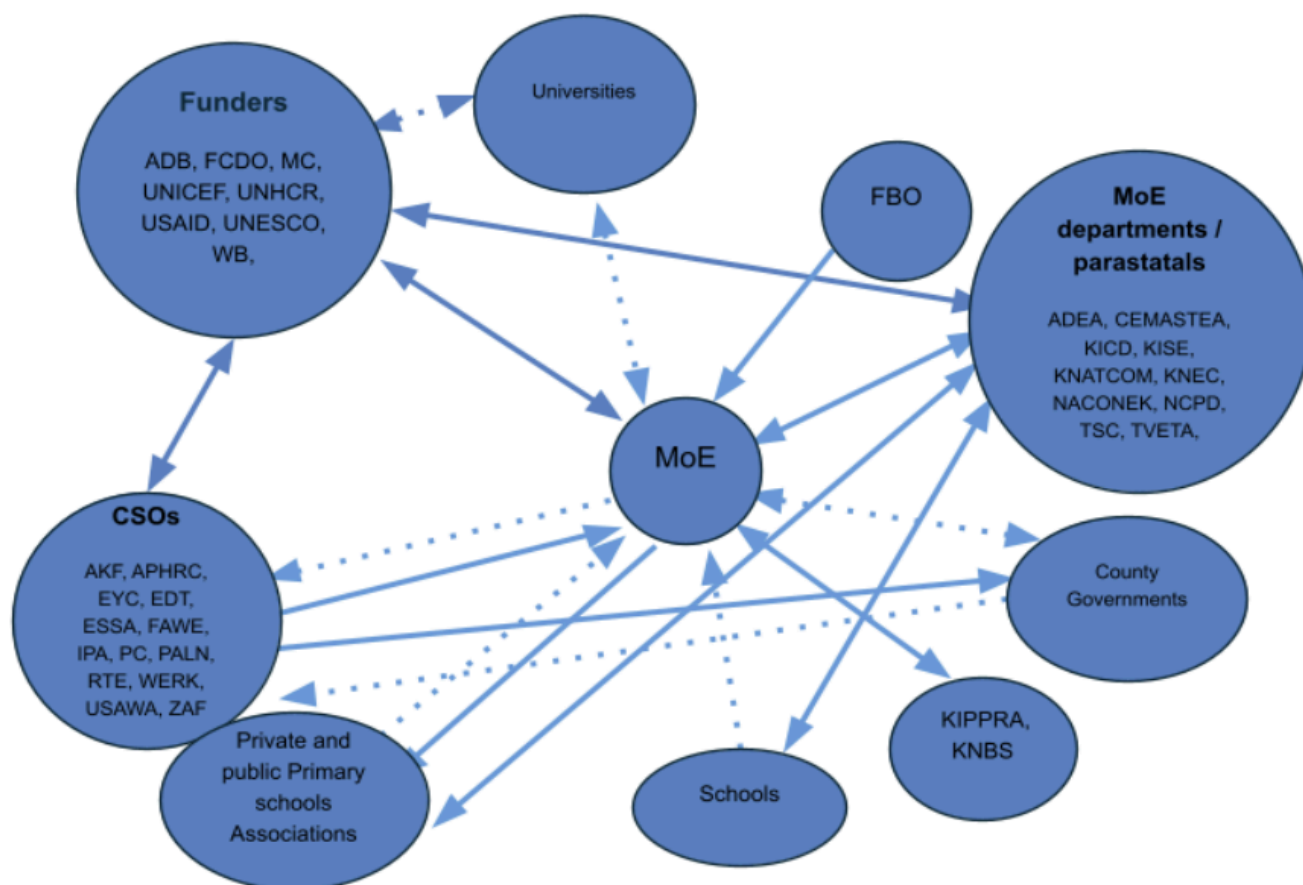 Funders
ADB, FCDO, MC,
UNICEF, UNHCR,
USAID, UNESCO,
WB,
Universities
FBO
MoE
departments /
parastatals
ADEA, CEMASTEA,
KICD, KISE,
KNATCOM, KNEC,
NACONEK, NCPD,
TSC, TVETA,
MoE
CSOs
AKF, APHRC,
EYC, EDT,
ESSA, FAWE,
IPA, PC, PALN,
RTE, WERK,
USAWA, ZAF
County
Governments
Private and
public Primary
schools
Associations
Schools
KIPPRA,
KNBS